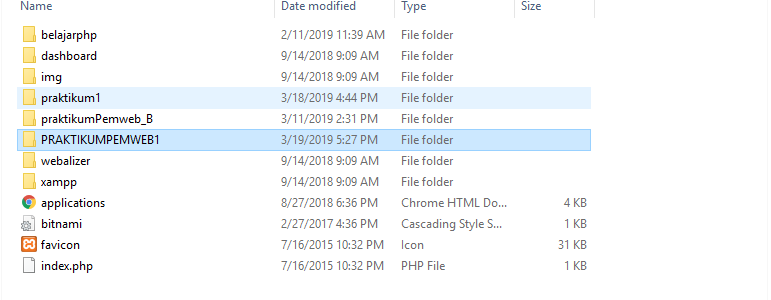 Name Date modified Type Size
belajarphp 2/11/2019 11:39 AM File folder
dashboard 9/14/2018 9:09 AM File folder
img 9/14/2018 9:09 AM File folder
praktikum1 3/18/2019 4:44 PM File folder
praktikumPemweb_B 3/11/2019 2:31 PM File folder
PRAKTIKUMPEMWEB1 3/19/2019 5:27 PM File folder
webalizer 9/14/2018 9:09 AM File folder
xampp 9/14/2018 9:09 AM File folder
applications 8/27/2018 6:36 PM Chrome HTML Do... 4 KB
bitnami 2/27/2017 4:36 PM Cascading Style S... 1 KB
favicon 7/16/2015 10:32 PM Icon 31 KB
index.php 7/16/2015 10:32 PM PHP File 1 KB